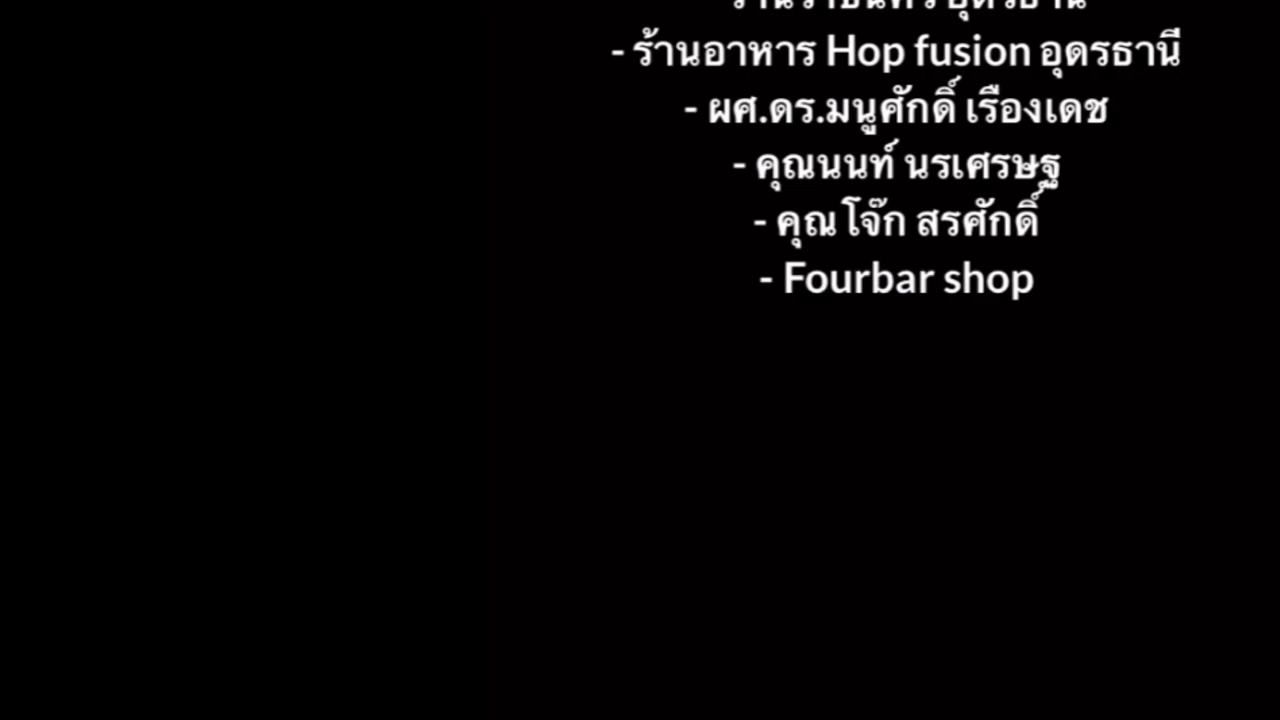 - ร้านอาหาร Hop fusion อุดรธานี
- ผศ.ดร.มนูศักดิ์ เรืองเดช
- คุณนนท์ นรเศรษฐ
- คุณโจ๊ก สรศักดิ์
- Fourbar shop